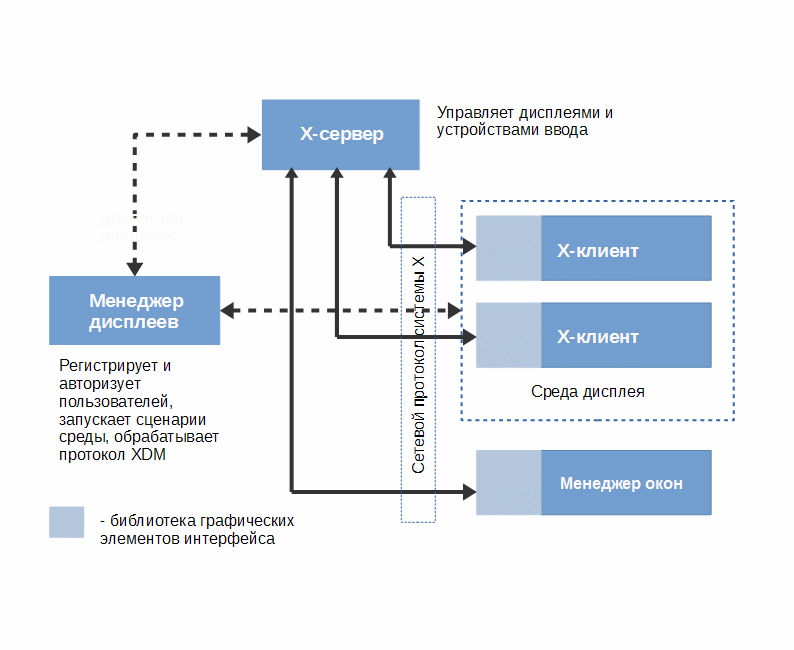 X-сервер
Управляет дисплеями и
устройствами ввода
X-клиент
Менеджер
дисплеев
Сетевой протокол системы X
X-клиент
Регистрирует и
авторизует
пользователей,
запускает сценарии
среды, обрабатывает
протокол XDM
Среда дисплея
Менеджер окон
- библиотека графических
элементов интерфейса